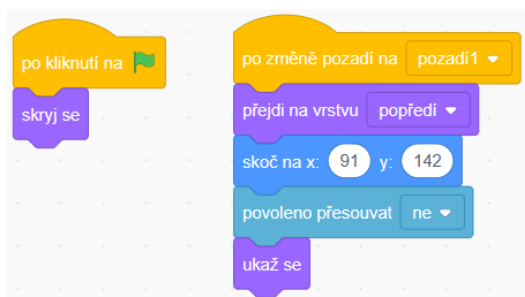 po kliknutí na
skryj se
po změně pozadí na pozadí1
přejdi na vrstvu popředí
skoč na x: 91 y: 142
povoleno přesouvat ne
ukaž se